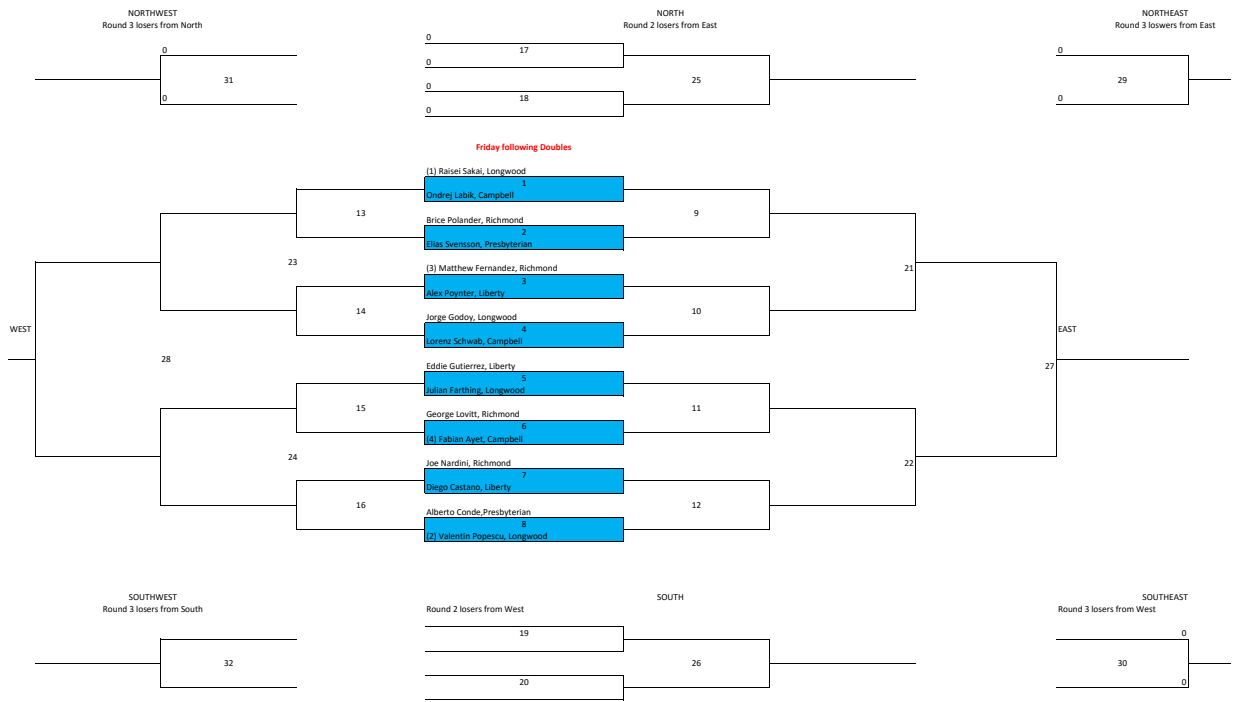 NORTHWEST
Round 3 losers from North
NORTH
Round 2 losers from East
NORTHEAST
Round 3 loswers from East
0
31
0
0
17
0
0
18
0
25
0
29
0
Friday following Doubles
(1) Raisei Sakai, Longwood
1
Ondrej Labik, Campbell
13
9
Brice Polander, Richmond
2
Elias Svensson, Presbyterian
23
21
(3) Matthew Fernandez, Richmond
3
Alex Poynter, Liberty
14
10
Jorge Godoy, Longwood
4
Lorenz Schwab, Campbell
WEST
EAST
28
27
Eddie Gutierrez, Liberty
5
Julian Farthing, Longwood
15
11
George Lovitt, Richmond
6
(4) Fabian Ayet, Campbell
24
22
Joe Nardini, Richmond
7
Diego Castano, Liberty
16
12
Alberto Conde,Presbyterian
8
(2) Valentin Popescu, Longwood
SOUTHWEST
Round 3 losers from South
SOUTH
Round 2 losers from West
SOUTHEAST
Round 3 losers from West
32
19
20
26
0
30
0